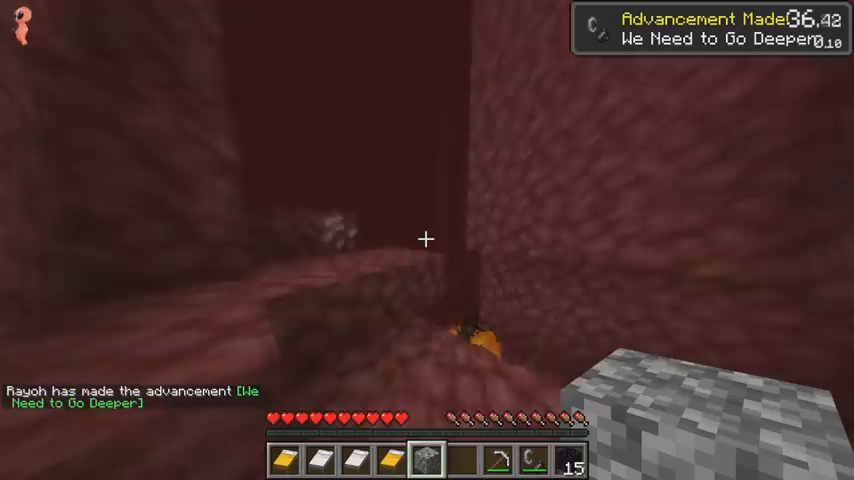 Advancement Made
36.42
We Need to Go Deeper
0.10
Rayoh has made the advancement [We
Need to Go Deeper]
15